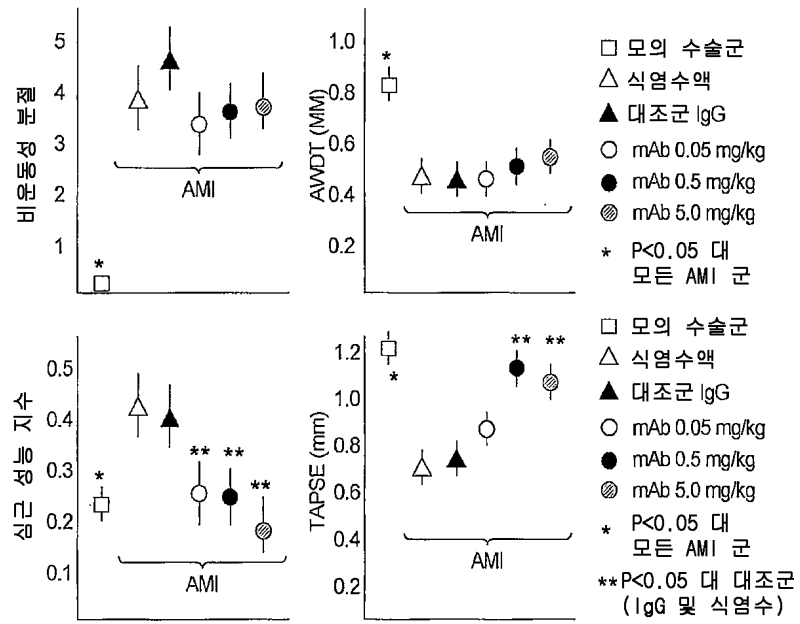 비운동성 분절
5
4
3
2
1
*
AMI
AWDT (MM)
1.0
0.8
0.6
0.4
0.2
*
AMI
모의 수술군
식염수액
대조군 IgG
mAb 0.05 mg/kg
mAb 0.5 mg/kg
mAb 5.0 mg/kg
* P<0.05 대
모든 AMI 군
심근 성능 지수
0.5
0.4
0.3
0.2
0.1
*
** ** **
AMI
TAPSE (mm)
1.2
1.0
0.8
0.6
0.4
0.2
*
** **
AMI
모의 수술군
식염수액
대조군 IgG
mAb 0.05 mg/kg
mAb 0.5 mg/kg
mAb 5.0 mg/kg
* P<0.05 대
모든 AMI 군
**P<0.05 대 대조군
(IgG 및 식염수)